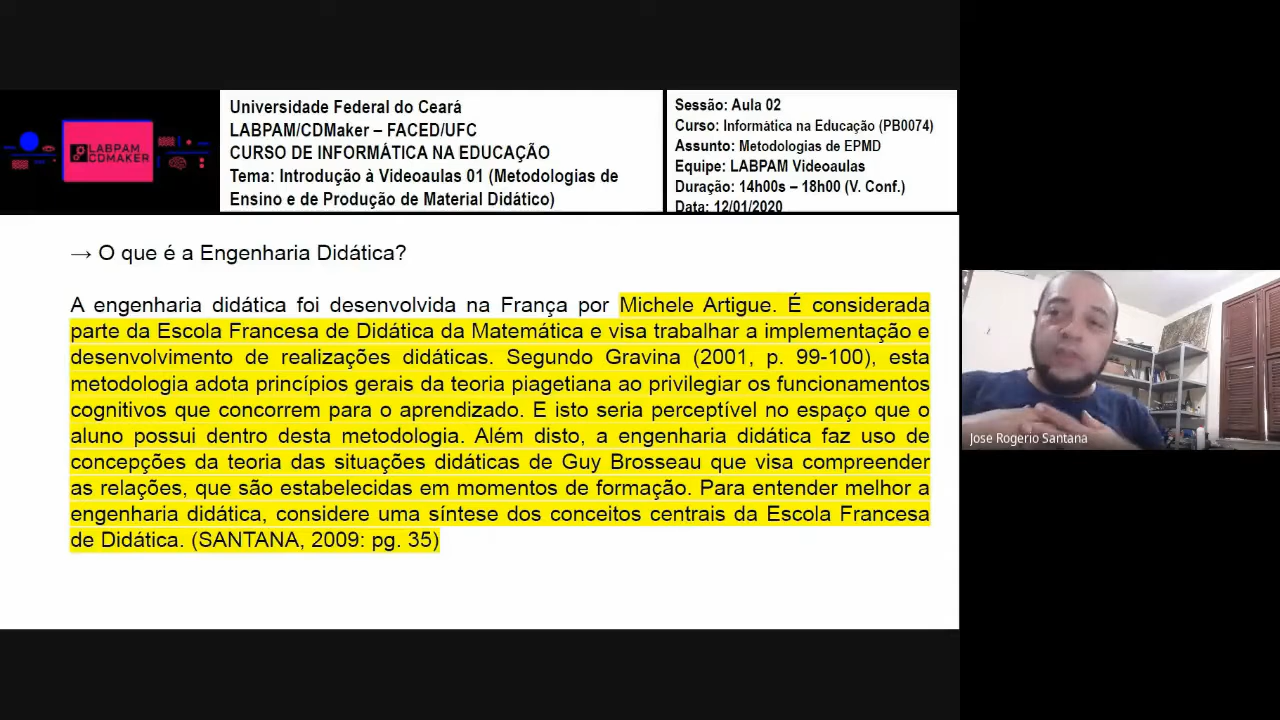 LABPAM
CDMAKER
Universidade Federal do Ceará
LABPAM/CDMaker – FACED/UFC
CURSO DE INFORMÁTICA NA EDUCAÇÃO
Tema: Introdução à Videoaulas 01 (Metodologias de
Ensino e de Produção de Material Didático)
Sessão: Aula 02
Curso: Informática na Educação (PB0074)
Assunto: Metodologias de EPMD
Equipe: LABPAM Videoaulas
Duração: 14h00s – 18h00 (V. Conf.)
Data: 12/01/2020
→ O que é a Engenharia Didática?
A engenharia didática foi desenvolvida na França por Michele Artigue. É considerada
parte da Escola Francesa de Didática da Matemática e visa trabalhar a implementação e
desenvolvimento de realizações didáticas. Segundo Gravina (2001, p. 99-100), esta
metodologia adota princípios gerais da teoria piagetiana ao privilegiar os funcionamentos
cognitivos que concorrem para o aprendizado. E isto seria perceptível no espaço que o
aluno possui dentro desta metodologia. Além disto, a engenharia didática faz uso de
concepções da teoria das situações didáticas de Guy Brosseau que visa compreender
as relações, que são estabelecidas em momentos de formação. Para entender melhor a
engenharia didática, considere uma síntese dos conceitos centrais da Escola Francesa
de Didática. (SANTANA, 2009: pg. 35)
Jose Rogerio Santana